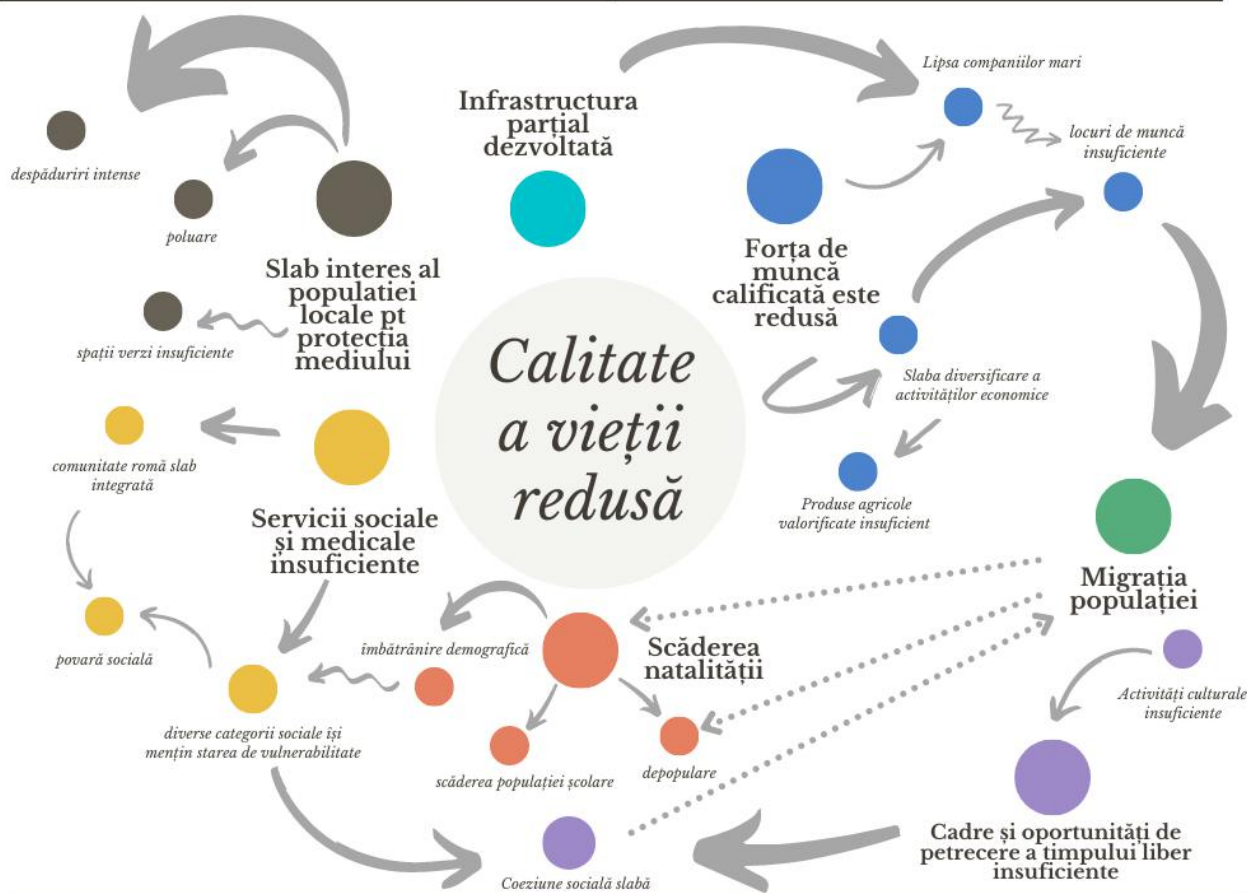 Lipsa companiilor mari
Infrastructura
parțial
dezvoltată
locuri de muncă
insuficiente
despăduriri intense
poluare
Slab interes al
populatiei
locale pt
protectia
mediului
Forța de
muncă
calificată este
redusă
spații verzi insuficiente
Calitate
a vieții
redusă
Slaba diversificare a
activităților economice
comunitate romă slab
integrată
Produse agricole
valorificate insuficient
Servicii sociale
și medicale
insuficiente
Migrația
populației
povară socială
îmbătrânire demografică
Scăderea
natalității
Activități culturale
insuficiente
diverse categorii sociale iși
mențin starea de vulnerabilitate
scăderea populației școlare
depopulare
Cadre și oportunități de
petrecere a timpului liber
insuficiente
Coeziune socială slabă